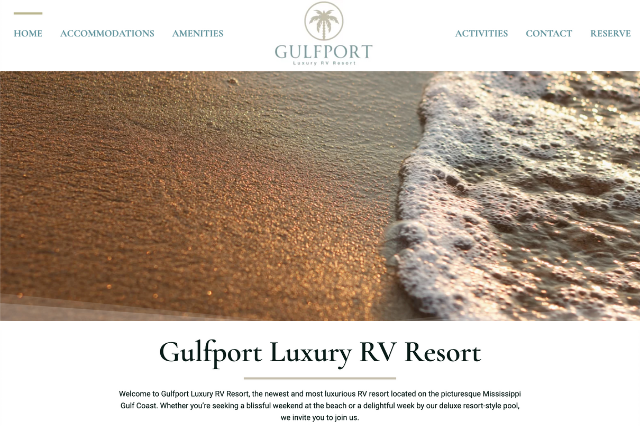 HOME ACCOMMODATIONS AMENITIES
GULFPORT
Luxury RV Resort
ACTIVITIES CONTACT RESERVE
Gulfport Luxury RV Resort
Welcome to Gulfport Luxury RV Resort, the newest and most luxurious RV resort located on the picturesque Mississippi
Gulf Coast. Whether you're seeking a blissful weekend at the beach or a delightful week by our deluxe resort-style pool,
we invite you to join us.